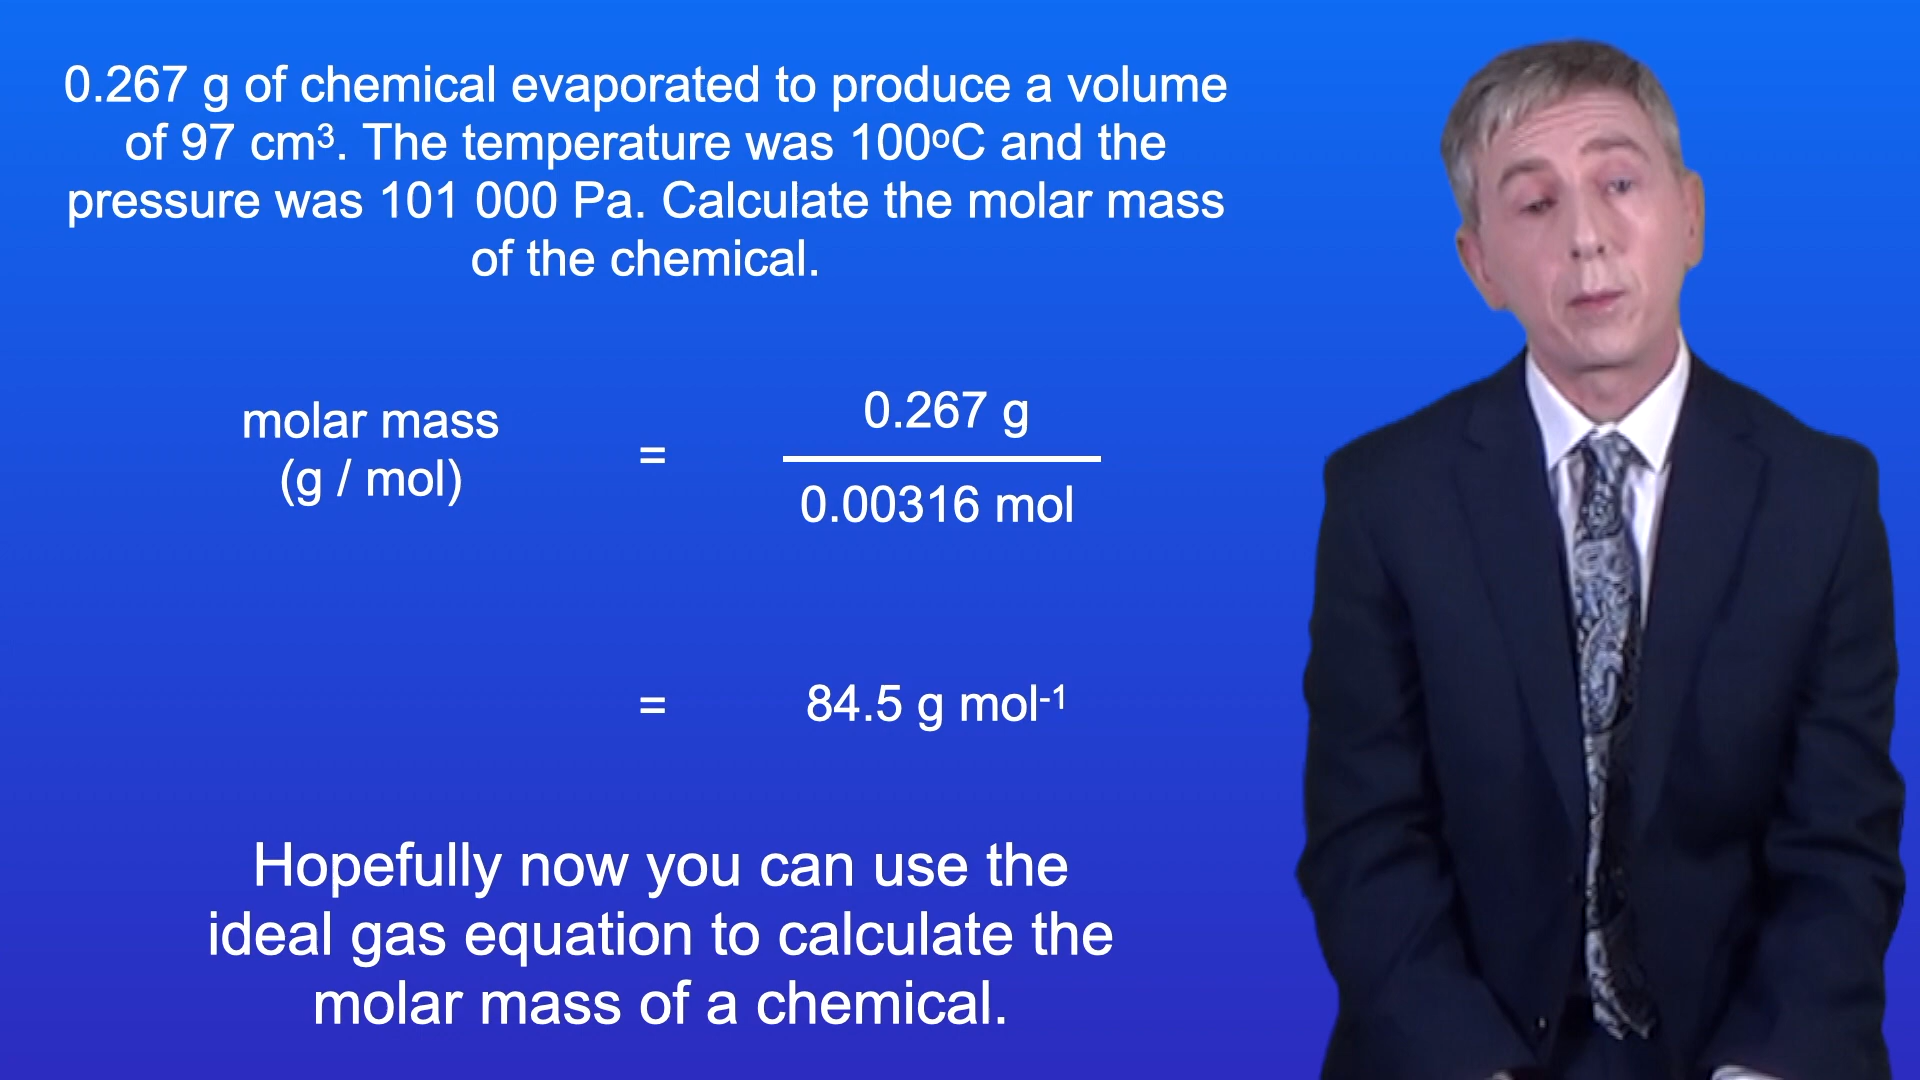 0.267 g of chemical evaporated to produce a volume
of 97 cm³. The temperature was 100ᵒC and the
pressure was 101 000 Pa. Calculate the molar mass
of the chemical.
molar mass
(g / mol)
=
0.267 g
0.00316 mol
= 84.5 g mol⁻¹
Hopefully now you can use the
ideal gas equation to calculate the
molar mass of a chemical.